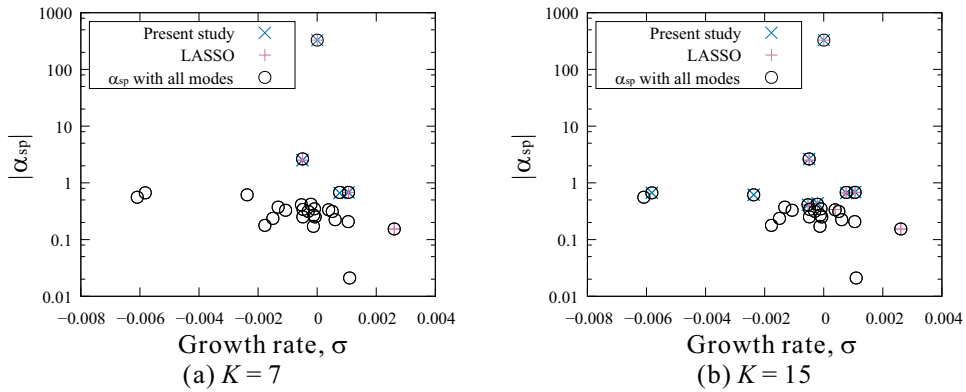 1000
100
10
1
0.1
0.01
|αsp|
Present study
LASSO
αsp with all modes
−0.008 −0.006 −0.004 −0.002 0 0.002 0.004
Growth rate, σ
(a) K = 7
1000
100
10
1
0.1
0.01
|αsp|
Present study
LASSO
αsp with all modes
−0.008 −0.006 −0.004 −0.002 0 0.002 0.004
Growth rate, σ
(b) K = 15